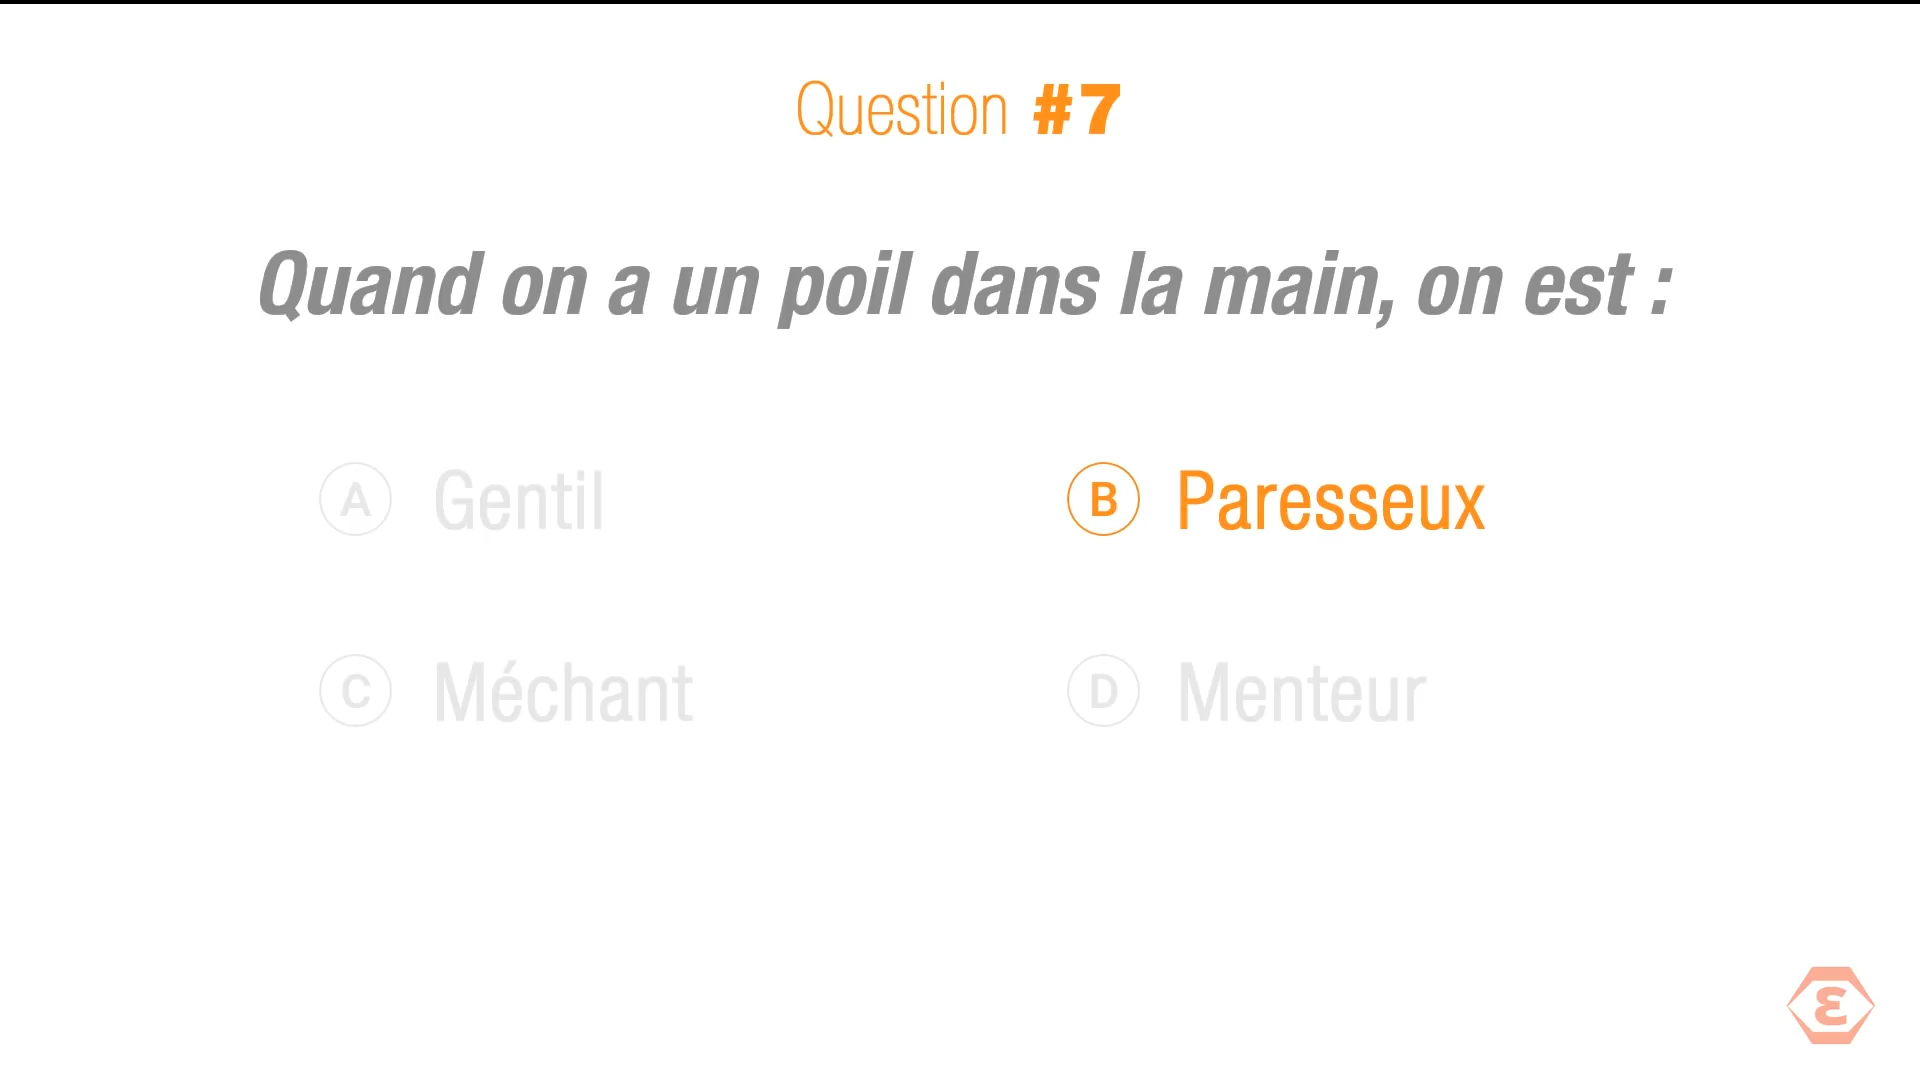 Question #7
Quand on a un poil dans la main, on est :
A Gentil
B Paresseux
C Méchant
D Menteur